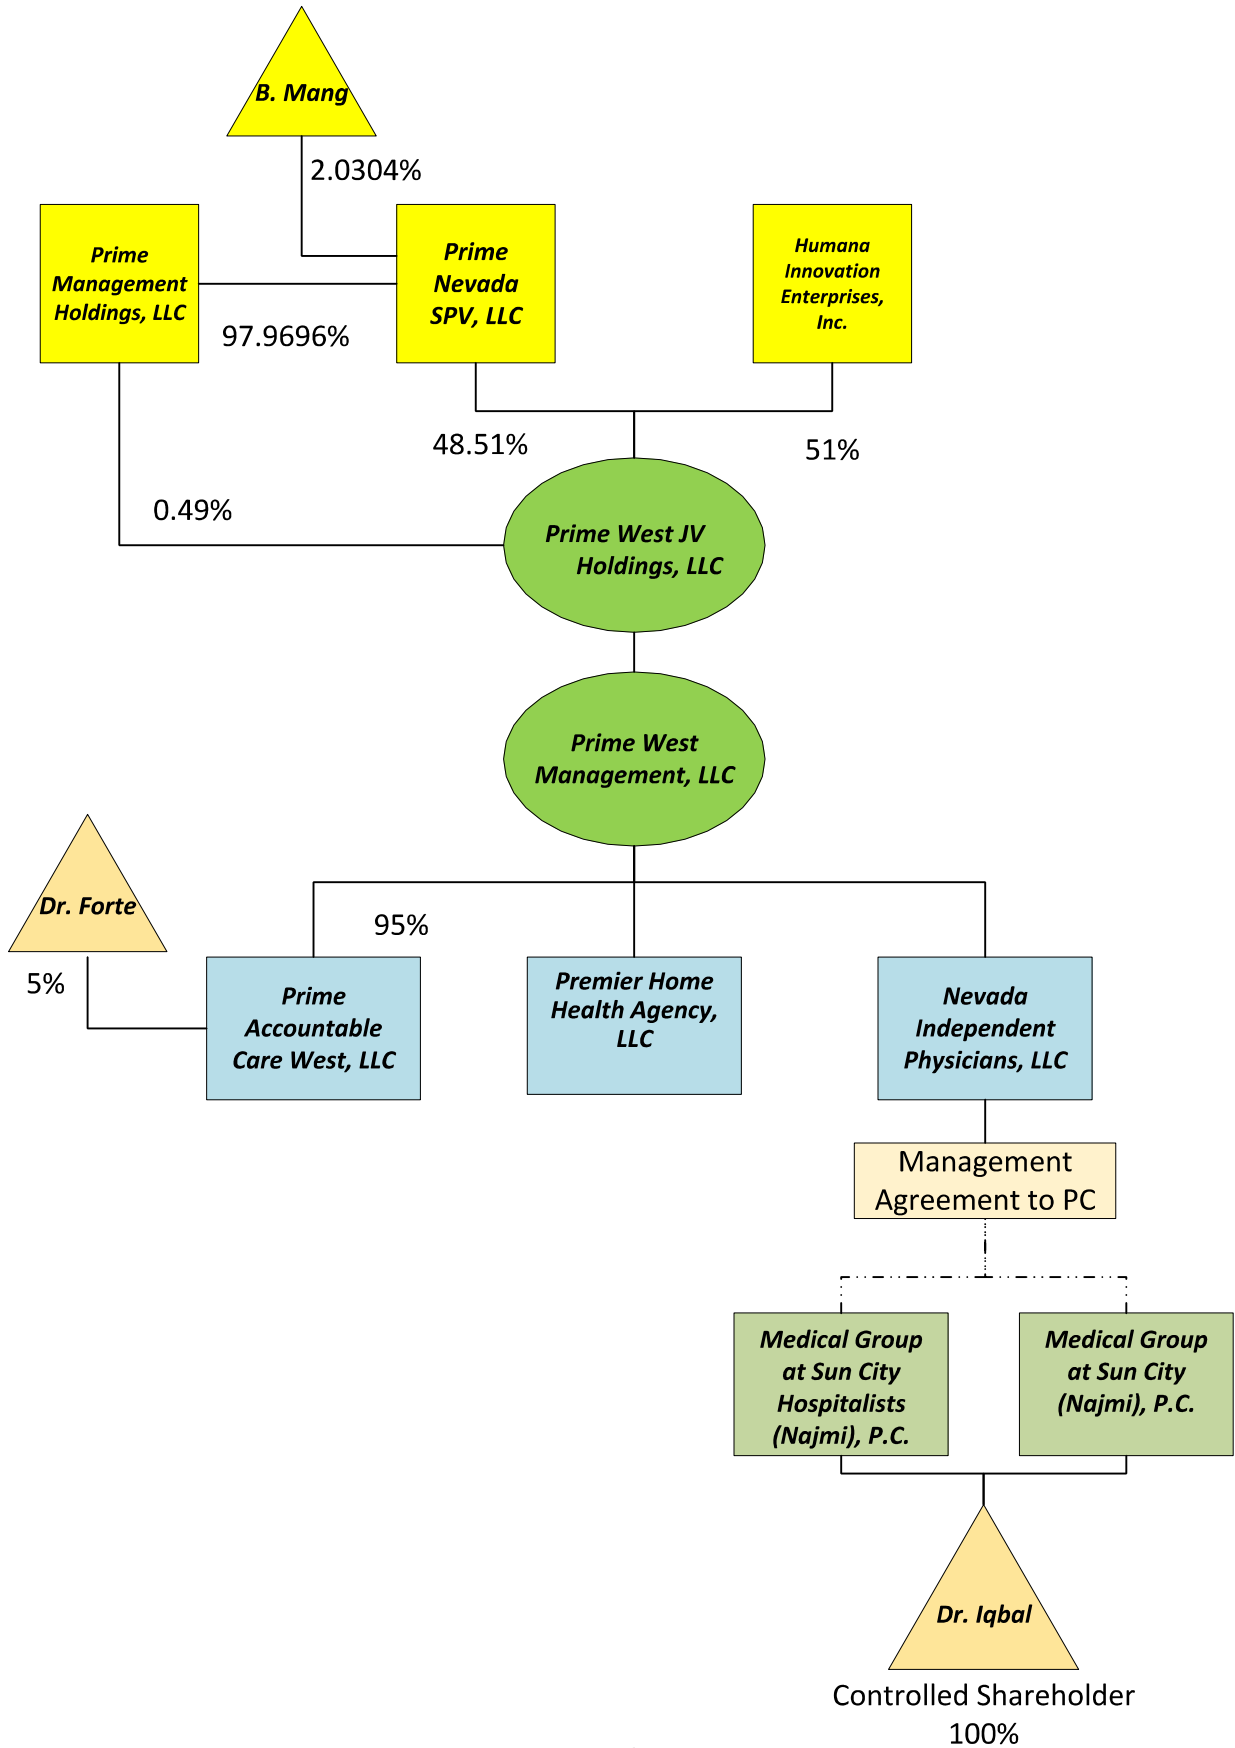 B. Mang
2.0304%
Prime
Management
Holdings, LLC
Prime
Nevada
SPV, LLC
Humana
Innovation
Enterprises,
Inc.
97.9696%
48.51%
51%
0.49%
Prime West JV
Holdings, LLC
Prime West
Management, LLC
Dr. Forte
95%
5%
Prime
Accountable
Care West, LLC
Premier Home
Health Agency,
LLC
Nevada
Independent
Physicians, LLC
Management
Agreement to PC
Medical Group
at Sun City
Hospitalists
(Najmi), P.C.
Medical Group
at Sun City
(Najmi), P.C.
Dr. Iqbal
Controlled Shareholder
100%